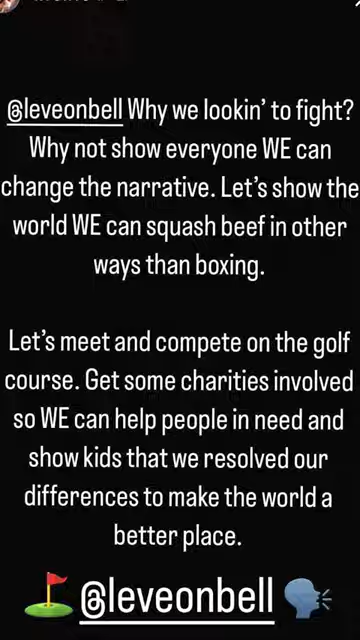 @leveonbell Why we lookin' to fight?
Why not show everyone WE can
change the narrative. Let's show the
world WE can squash beef in other
ways than boxing.
Let's meet and compete on the golf
course. Get some charities involved
so WE can help people in need and
show kids that we resolved our
differences to make the world a
better place.
@leveonbell